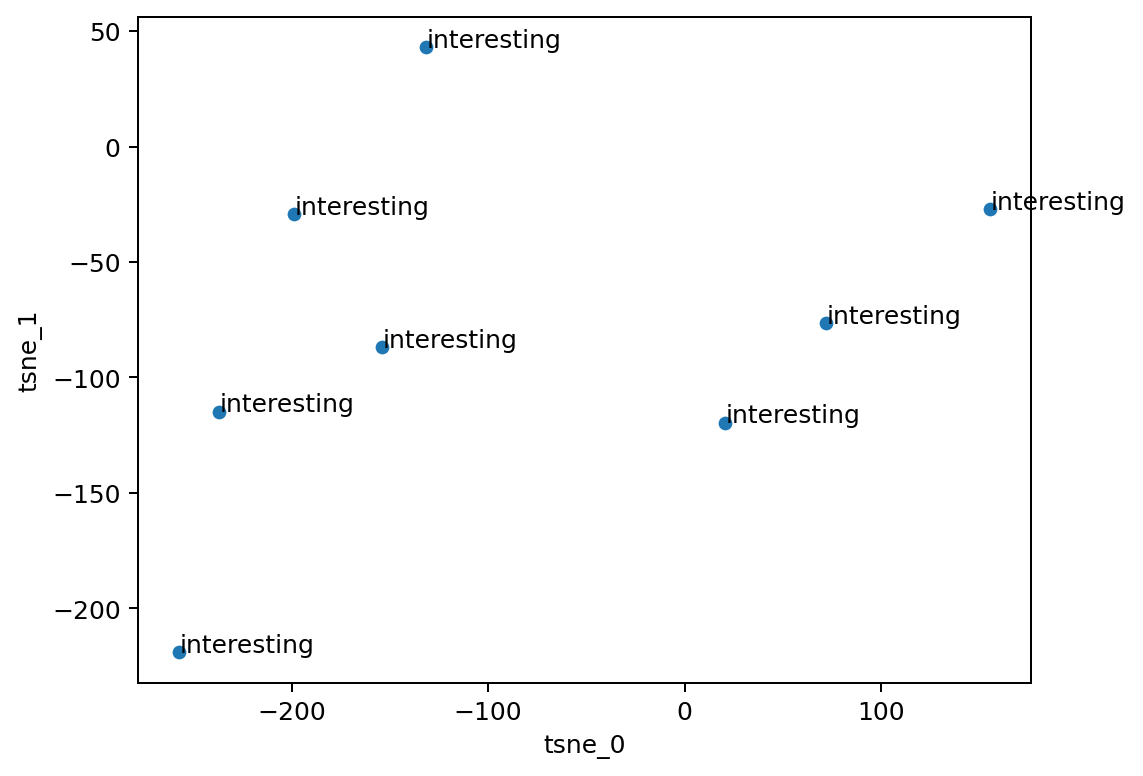 50
interesting
0
interesting
interesting
−50
interesting
interesting
tsne_1
−100
interesting
interesting
−150
−200
interesting
−200
−100
0
100
tsne_0